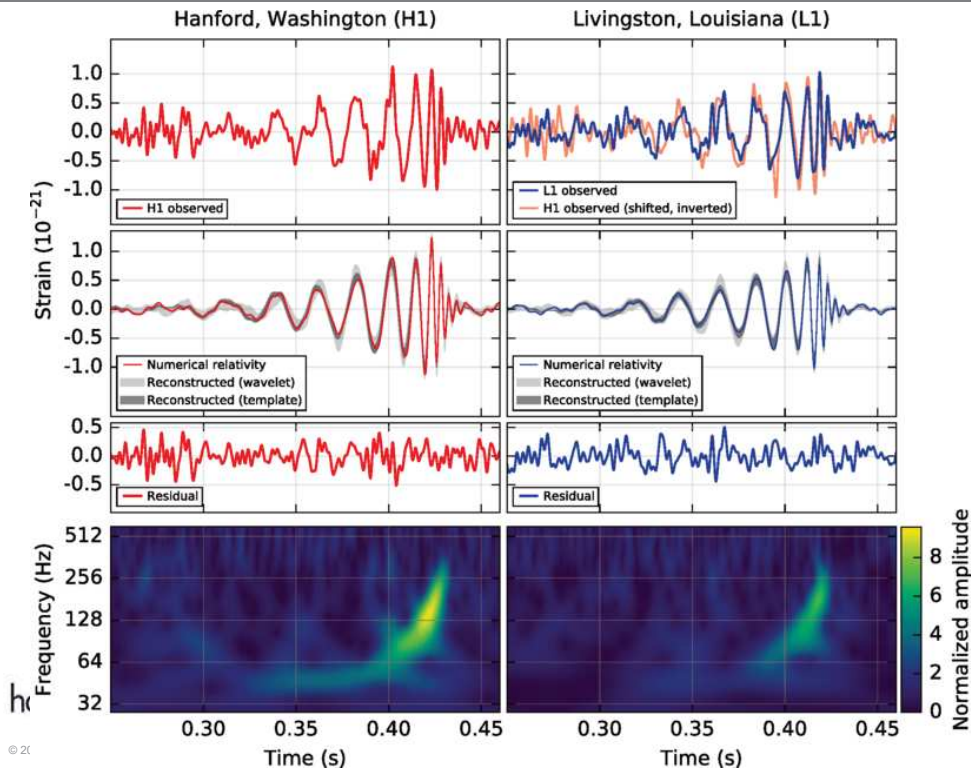 Hanford, Washington (H1)
Livingston, Louisiana (L1)
Strain (10⁻²¹)
1.0
0.5
0.0
-0.5
-1.0
H1 observed
L1 observed
H1 observed (shifted, inverted)
1.0
0.5
0.0
-0.5
-1.0
Numerical relativity
Reconstructed (wavelet)
Reconstructed (template)
Numerical relativity
Reconstructed (wavelet)
Reconstructed (template)
0.5
0.0
-0.5
Residual
Residual
Frequency (Hz)
512
256
128
64
32
Normalized amplitude
8
6
4
2
0
0.30
0.35
0.40
0.45
0.30
0.35
0.40
0.45
Time (s)
Time (s)